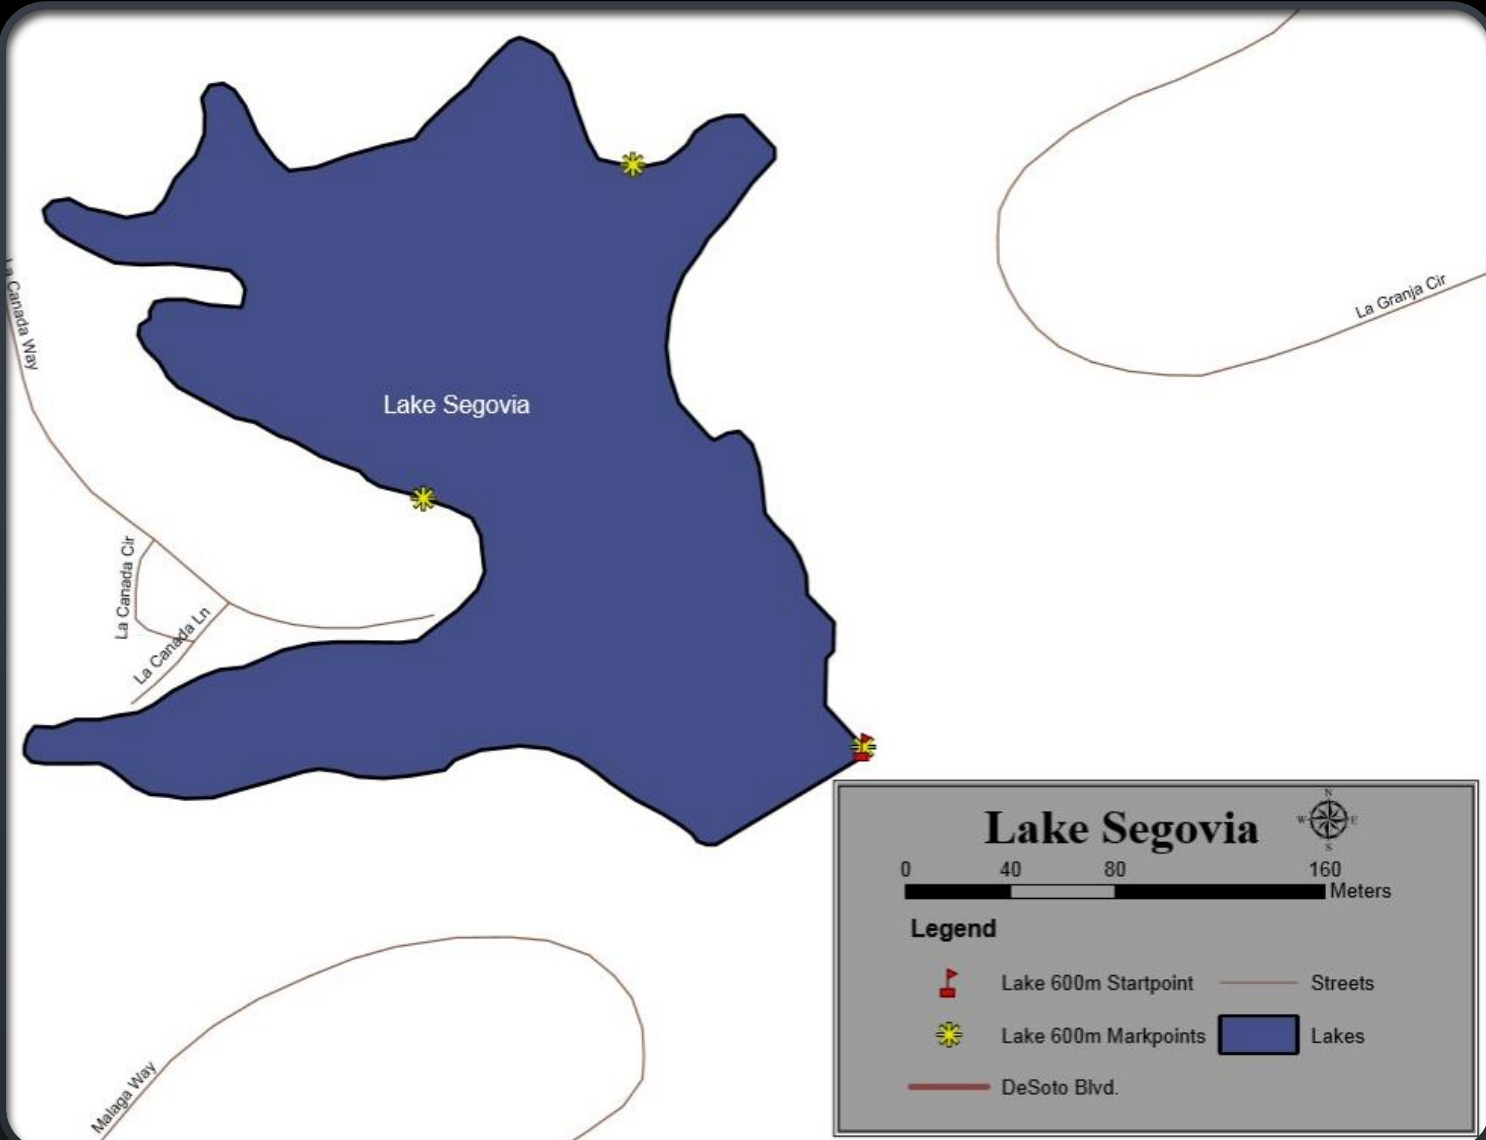 La Canada Way
La Granja Cir
Lake Segovia
La Canada Cir
La Canada Ln
Malaga Way
Lake Segovia
N
W E
S
0 40 80 160
Meters
Legend
Lake 600m Startpoint Streets
Lake 600m Markpoints Lakes
DeSoto Blvd.